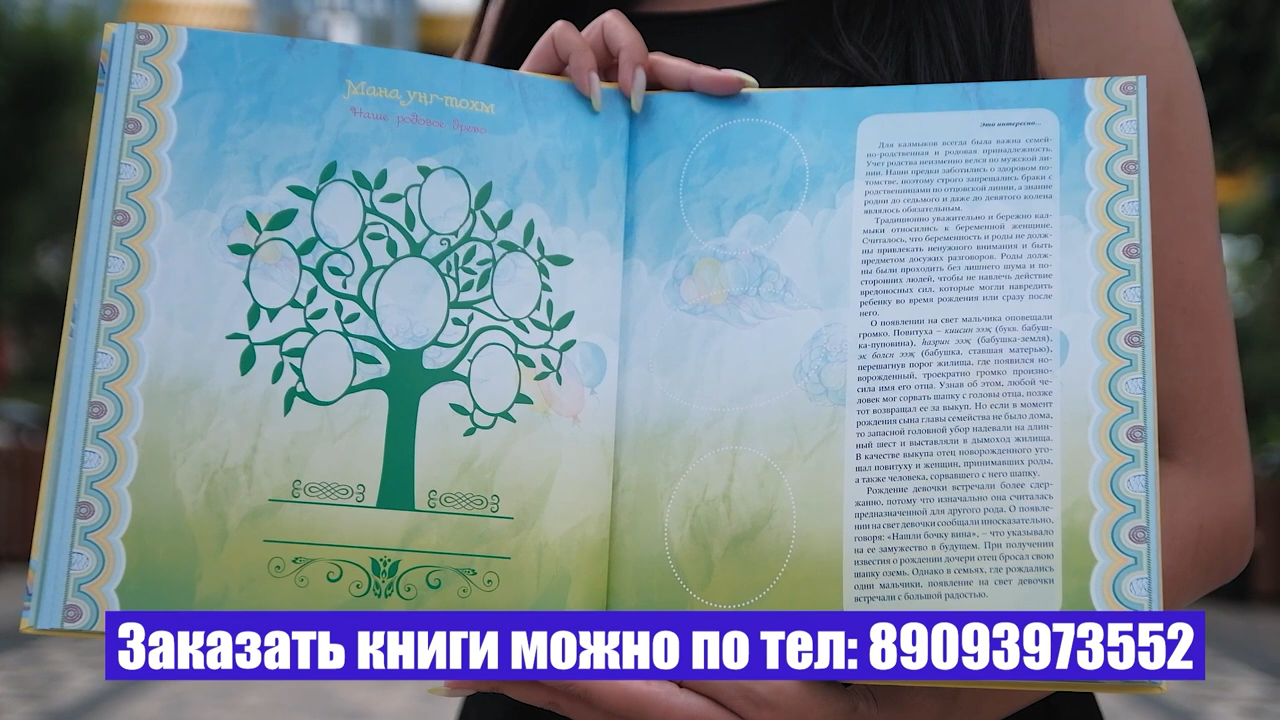 Мана уңг-тохм
Наше родовое древо
Это интересно...
Для калмыков всегда была важна семей-
но-родственная и родовая принадлежность.
Учет родства неизменно велся по мужской ли-
нии. Наши предки заботились о здоровом по-
томстве, поэтому строго запрещались браки с
родственницами по отцовской линии, а знание
родни до седьмого и даже до девятого колена
являлось обязательным.
Традиционно уважительно и бережно кал-
мыки относились к беременной женщине.
Считалось, что беременность и роды не долж-
ны привлекать ненужного внимания и быть
предметом досужих разговоров. Роды долж-
ны были проходить без лишнего шума и по-
сторонних людей, чтобы не навлечь действие
вредоносных сил, которые могли навредить
ребенку во время рождения или сразу после
него.
О появлении на свет мальчика оповещали
громко. Повитуха – киисин ээҗ (букв. бабуш-
ка-пуповина), һазрин ээҗ (бабушка-земля),
эк болсн ээҗ (бабушка, ставшая матерью),
перешагнув порог жилища, где появился но-
ворожденный, троекратно громко произно-
сила имя его отца. Узнав об этом, любой че-
ловек мог сорвать шапку с головы отца, позже
тот возвращал ее за выкуп. Но если в момент
рождения сына главы семейства не было дома,
то запасной головной убор надевали на длин-
ный шест и выставляли в дымоход жилища.
В качестве выкупа отец новорожденного уго-
щал повитуху и женщин, принимавших роды,
а также человека, сорвавшего с него шапку.
Рождение девочки встречали более сдер-
жанно, потому что изначально она считалась
предназначенной для другого рода. О появле-
нии на свет девочки сообщали иносказательно,
говоря: «Нашли бочку вина», – что указывало
на ее замужество в будущем. При получении
известия о рождении дочери отец бросал свою
шапку оземь. Однако в семьях, где рождались
одни мальчики, появление на свет девочки
встречали с большой радостью.
Заказать книги можно по тел: 89093973552